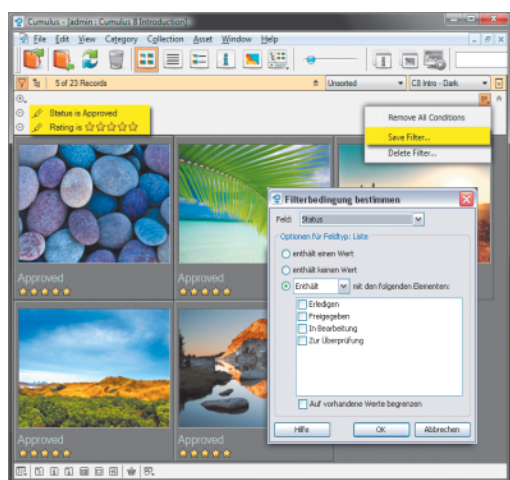 Cumulus - [admin : Cumulus 8 Introduction]
File Edit View Category Collection Asset Window Help
5 of 23 Records
Unsorted
C8 Intro - Dark
Status is Approved
Rating is ☆☆☆☆☆
Remove All Conditions
Save Filter...
Delete Filter...
Approved
Approved
Approved
Approved
Filterbedingung bestimmen
Feld: Status
Optionen für Feldtyp: Liste
enthält einen Wert
enthält keinen Wert
Enthält mit den folgenden Elementen:
Erledigen
Freigegeben
In Bearbeitung
Zur Überprüfung
Auf vorhandene Werte begrenzen
Hilfe OK Abbrechen